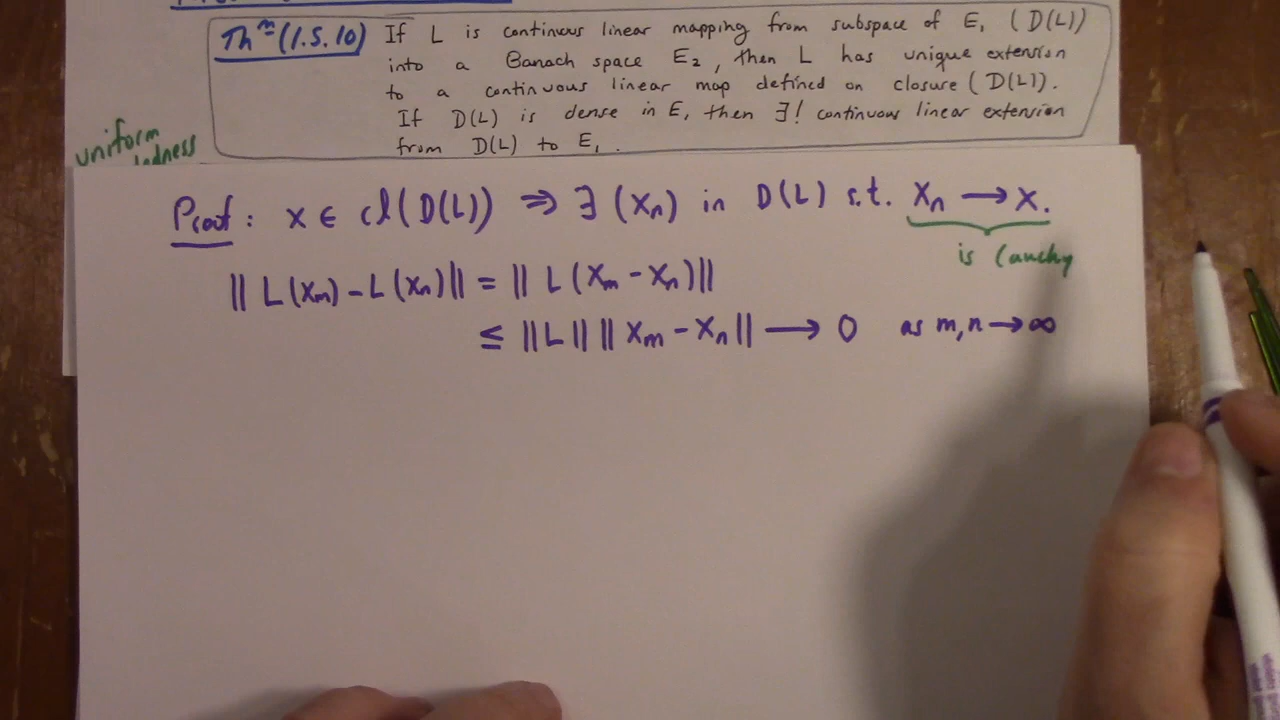 Th^m (1.5.10) If L is continuous linear mapping from subspace of E₁ (D(L))
into a Banach space E₂, then L has unique extension
to a continuous linear map defined on closure (D(L)).
If D(L) is dense in E, then ∃! continuous linear extension
from D(L) to E₁.
uniform
Proof: x ∈ cl(D(L)) ⇒ ∃ (xₙ) in D(L) s.t. xₙ → x.
is Cauchy
|| L(xₘ) - L(xₙ) || = || L(xₘ - xₙ) ||
≤ || L || || xₘ - xₙ || → 0 as m,n → ∞